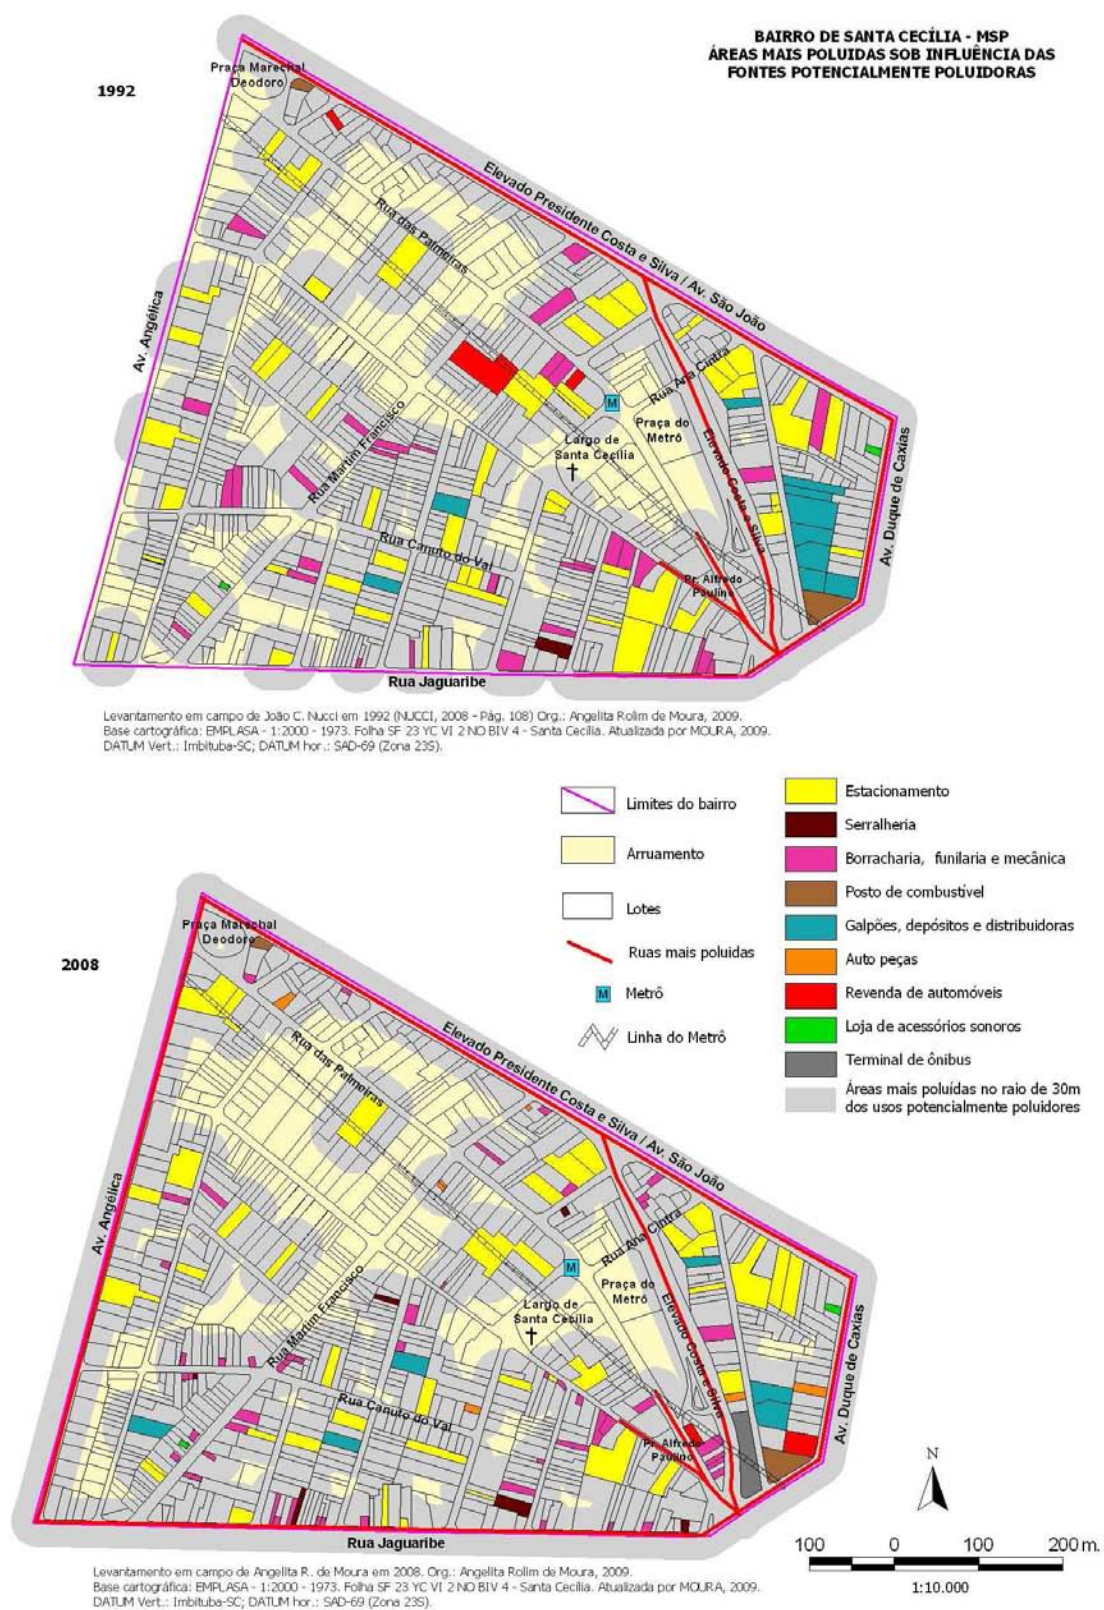 BAIRRO DE SANTA CECÍLIA - MSP
ÁREAS MAIS POLUIDAS SOB INFLUÊNCIA DAS
FONTES POTENCIALMENTE POLUIDORAS
1992
Praça Marechal
Deodoro
Elevado Presidente Costa e Silva / Av. São João
Rua das Palmeiras
Av. Angélica
Rua Ana Cintra
M
Praça do
Metrô
Largo de
Santa Cecília
Rua Martim Francisco
Elevado Costa e Silva
Av. Duque de Caxias
Rua Canuto do Val
Pr. Alfredo
Paulino
Rua Jaguaribe
Levantamento em campo de João C. Nucci em 1992 (NUCCI, 2008 - Pág. 108) Org.: Angelita Rolim de Moura, 2009.
Base cartográfica: EMPLASA - 1:2000 - 1973. Folha SF 23 YC VI 2 NO BIV 4 - Santa Cecília. Atualizada por MOURA, 2009.
DATUM Vert.: Imbituba-SC; DATUM hor.: SAD-69 (Zona 23S).
Limites do bairro
Arruamento
Lotes
Ruas mais poluidas
M Metrô
Linha do Metrô
Estacionamento
Serralheria
Borracharia, funilaria e mecânica
Posto de combustível
Galpões, depósitos e distribuidoras
Auto peças
Revenda de automóveis
Loja de acessórios sonoros
Terminal de ônibus
Áreas mais poluídas no raio de 30m
dos usos potencialmente poluidores
2008
Praça Marechal
Deodoro
Elevado Presidente Costa e Silva / Av. São João
Rua das Palmeiras
Av. Angélica
Rua Ana Cintra
M
Praça do
Metrô
Largo de
Santa Cecília
Rua Martim Francisco
Elevado Costa e Silva
Av. Duque de Caxias
Rua Canuto do Val
Pr. Alfredo
Paulino
Rua Jaguaribe
N
100 0 100 200 m.
1:10.000
Levantamento em campo de Angelita R. de Moura em 2008. Org.: Angelita Rolim de Moura, 2009.
Base cartográfica: EMPLASA - 1:2000 - 1973. Folha SF 23 YC VI 2 NO BIV 4 - Santa Cecília. Atualizada por MOURA, 2009.
DATUM Vert.: Imbituba-SC; DATUM hor.: SAD-69 (Zona 23S).